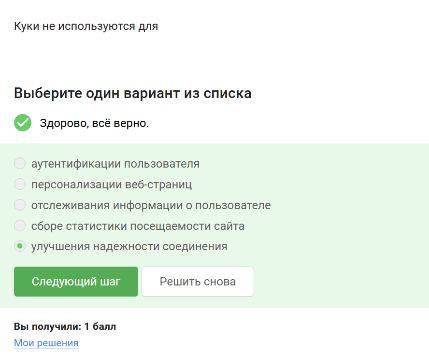 Куки не используются для
Выберите один вариант из списка
Здорово, всё верно.
аутентификации пользователя
персонализации веб-страниц
отслеживания информации о пользователе
сборе статистики посещаемости сайта
улучшения надежности соединения
Следующий шаг Решить снова
Вы получили: 1 балл
Мои решения